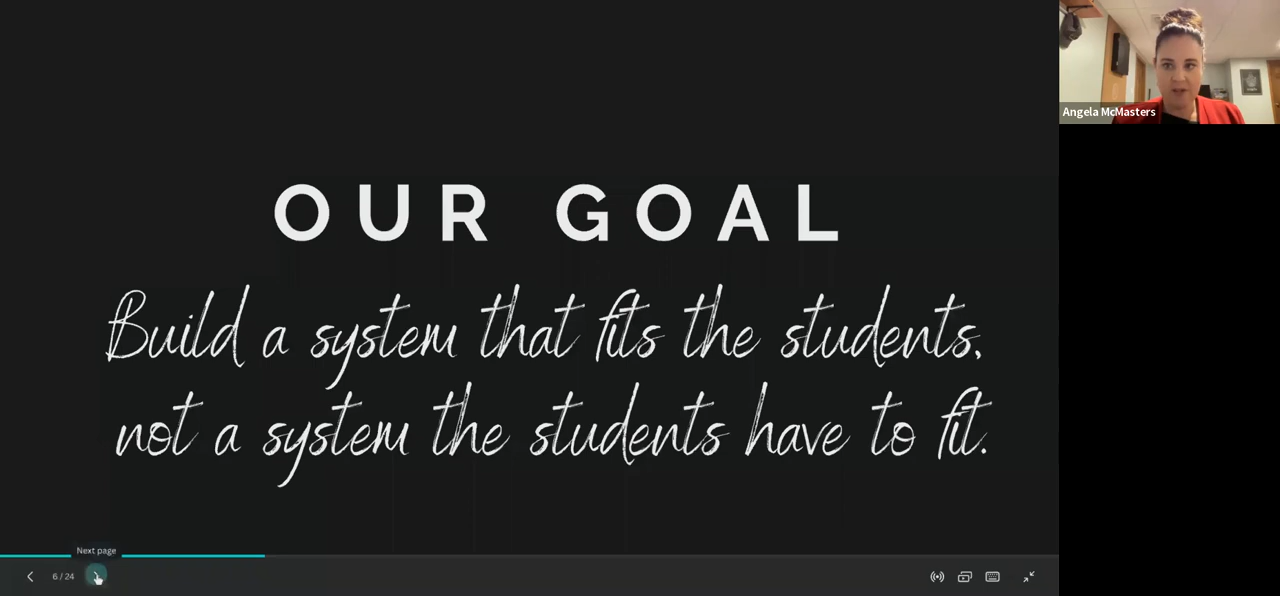 OUR GOAL
Build a system that fits the students,
not a system the students have to fit.
Next page
6 / 24
Angela McMasters